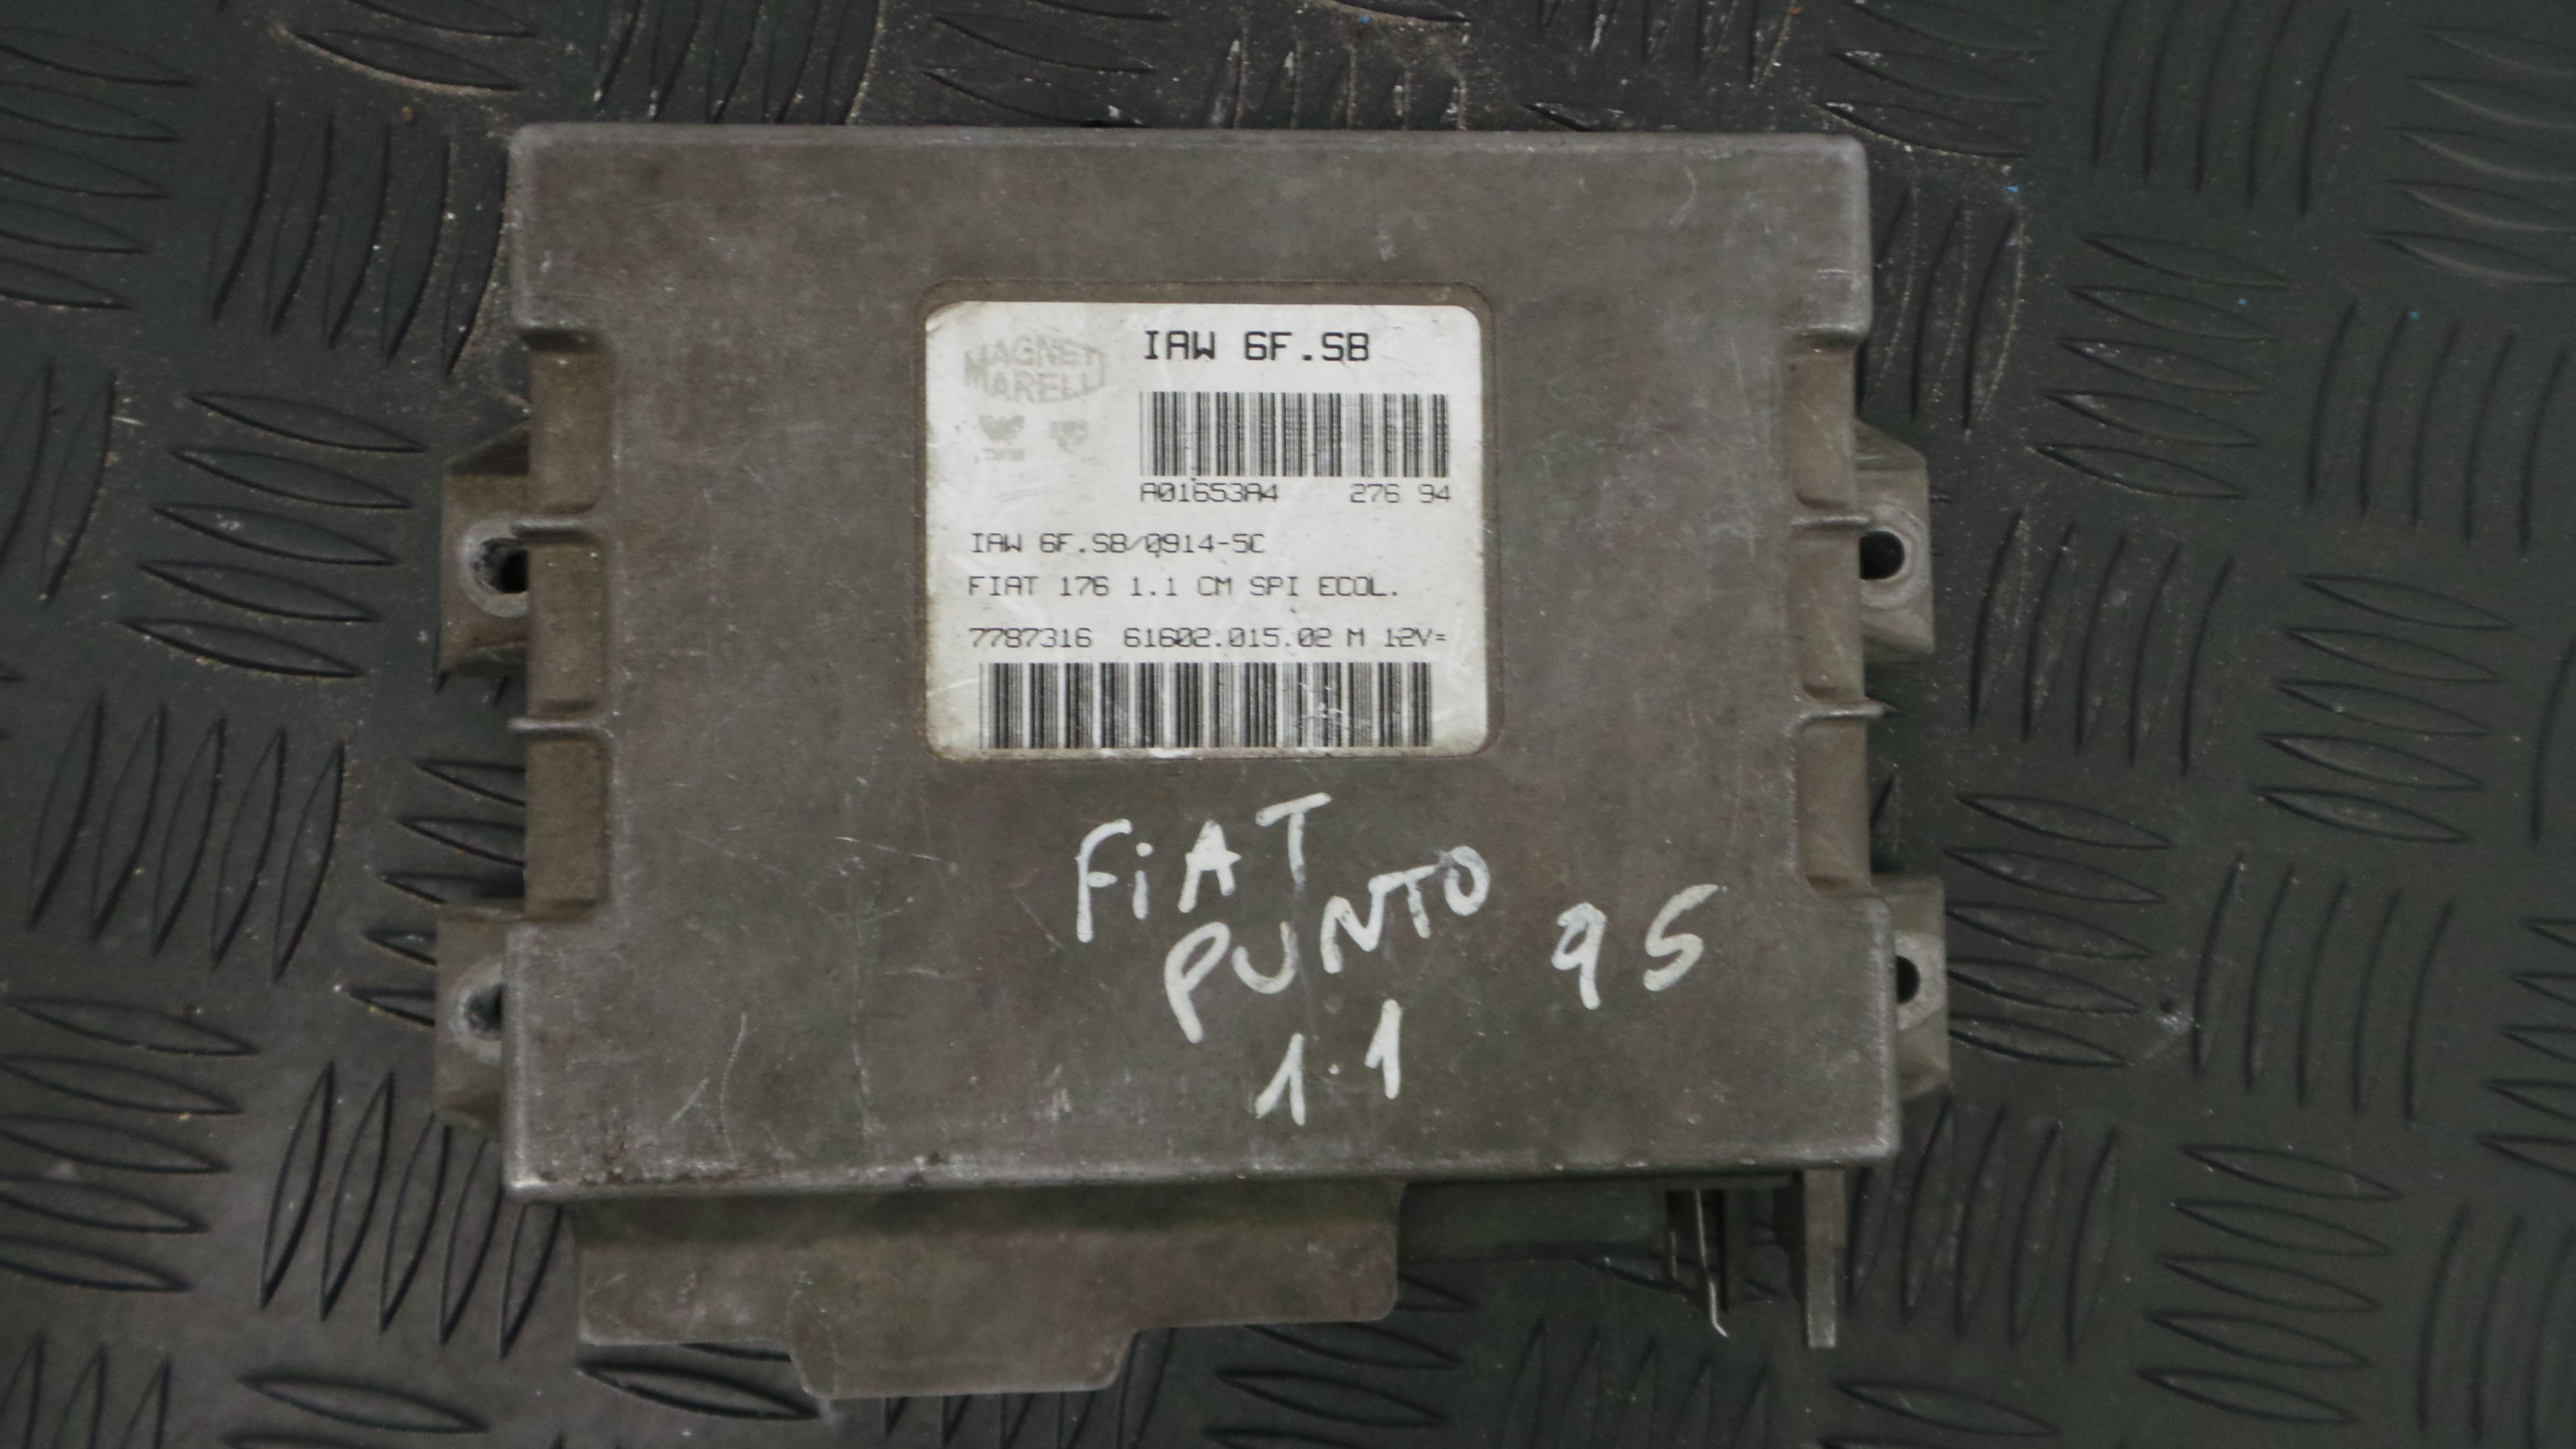 MAGNETI
MARELLI
IAW 6F.SB
A01653A4 276 94
IAW 6F.SB/0914-5C
FIAT 176 1.1 CM SPI ECOL.
7787316 61602.015.02 M 12V=
FiAT
PUNTO 95
1.1